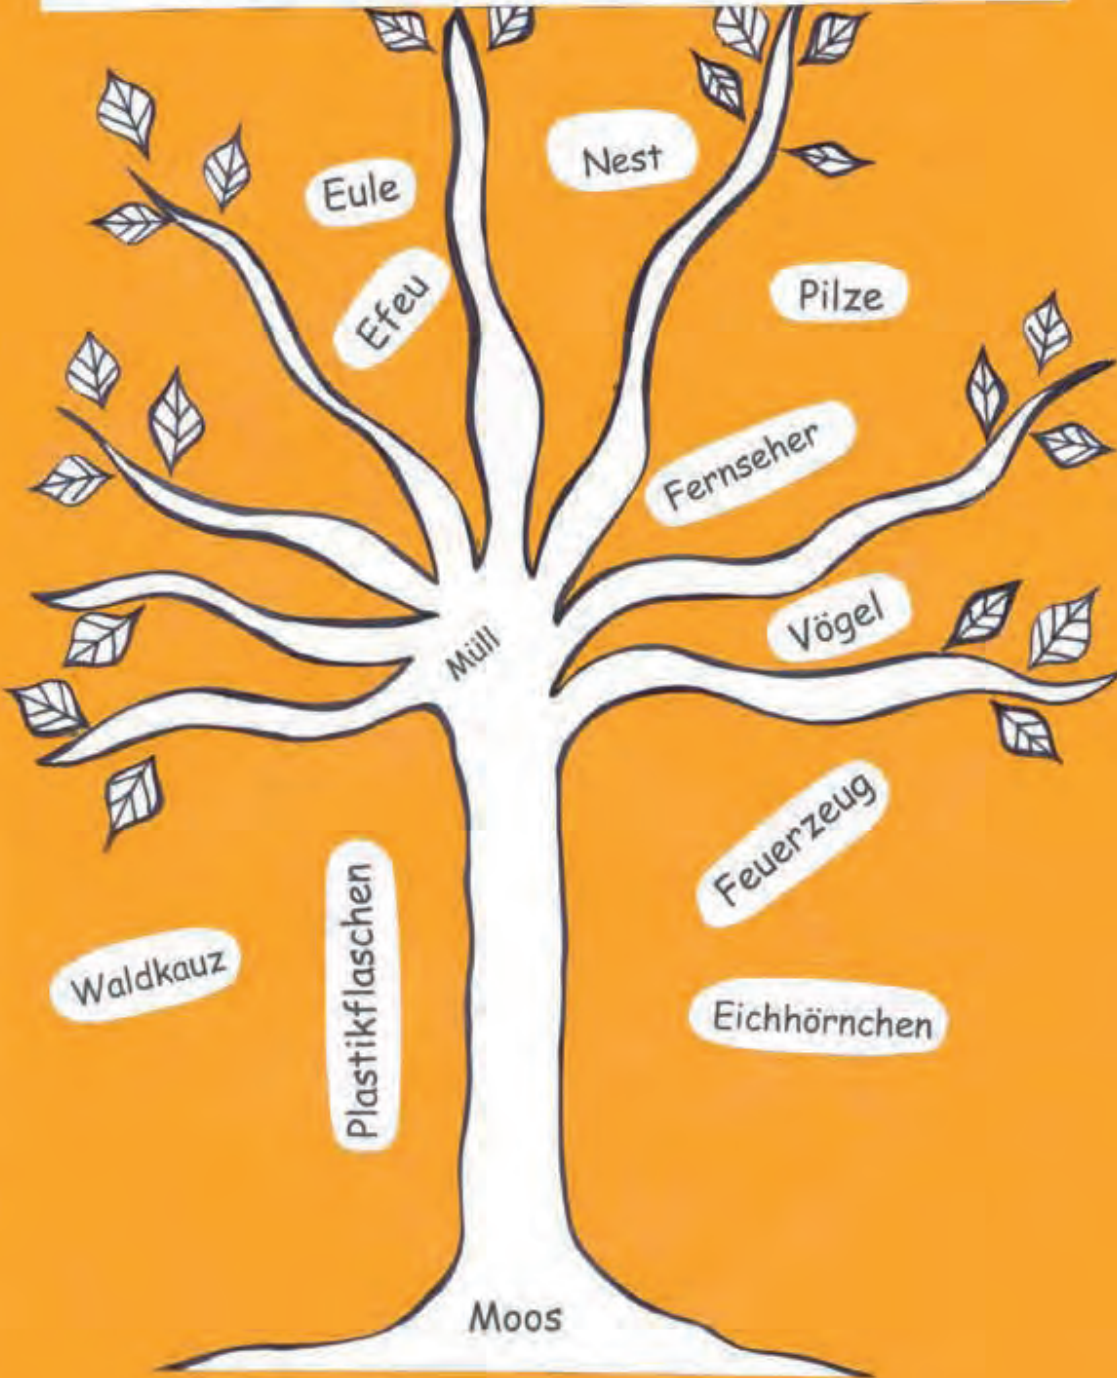 Nest
Eule
Efeu
Pilze
Fernseher
Vögel
Müll
Feuerzeug
Plastikflaschen
Waldkauz
Eichhörnchen
Moos